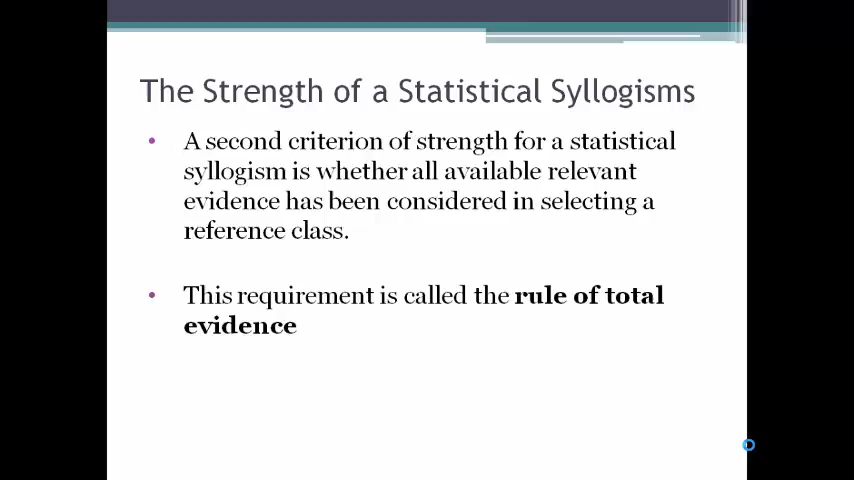 The Strength of a Statistical Syllogisms
• A second criterion of strength for a statistical
syllogism is whether all available relevant
evidence has been considered in selecting a
reference class.
• This requirement is called the rule of total
evidence